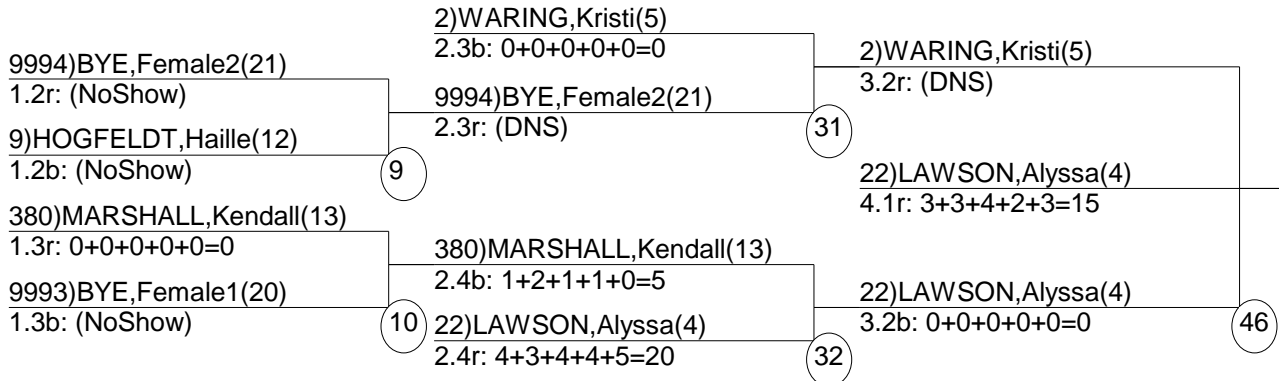 9994)BYE,Female2(21)
1.2r: (NoShow)
9)HOGFELDT,Haille(12)
1.2b: (NoShow)
9
380)MARSHALL,Kendall(13)
1.3r: 0+0+0+0+0=0
9993)BYE,Female1(20)
1.3b: (NoShow)
10
2)WARING,Kristi(5)
2.3b: 0+0+0+0+0=0
9994)BYE,Female2(21)
2.3r: (DNS)
31
380)MARSHALL,Kendall(13)
2.4b: 1+2+1+1+0=5
22)LAWSON,Alyssa(4)
2.4r: 4+3+4+4+5=20
32
2)WARING,Kristi(5)
3.2r: (DNS)
22)LAWSON,Alyssa(4)
4.1r: 3+3+4+2+3=15
22)LAWSON,Alyssa(4)
3.2b: 0+0+0+0+0=0
46